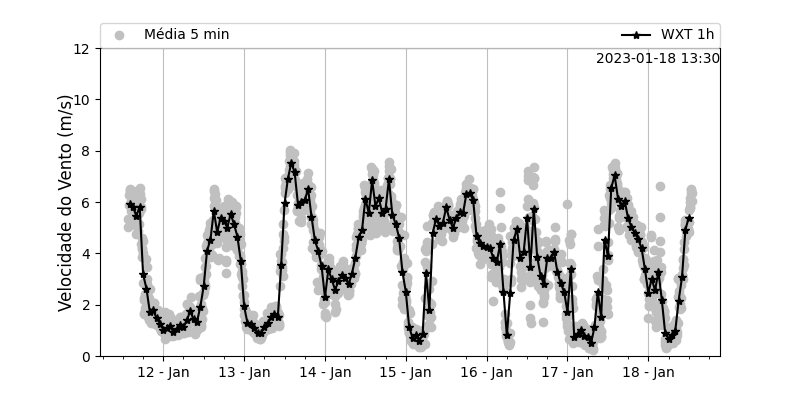 Média 5 min
WXT 1h
2023-01-18 13:30
Velocidade do Vento (m/s)
12
10
8
6
4
2
0
12 - Jan
13 - Jan
14 - Jan
15 - Jan
16 - Jan
17 - Jan
18 - Jan